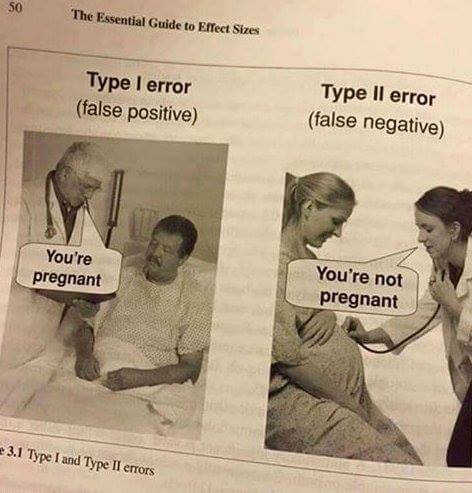 50
The Essential Guide to Effect Sizes
Type I error
(false positive)
Type II error
(false negative)
You're
pregnant
You're not
pregnant
e 3.1 Type I and Type II errors